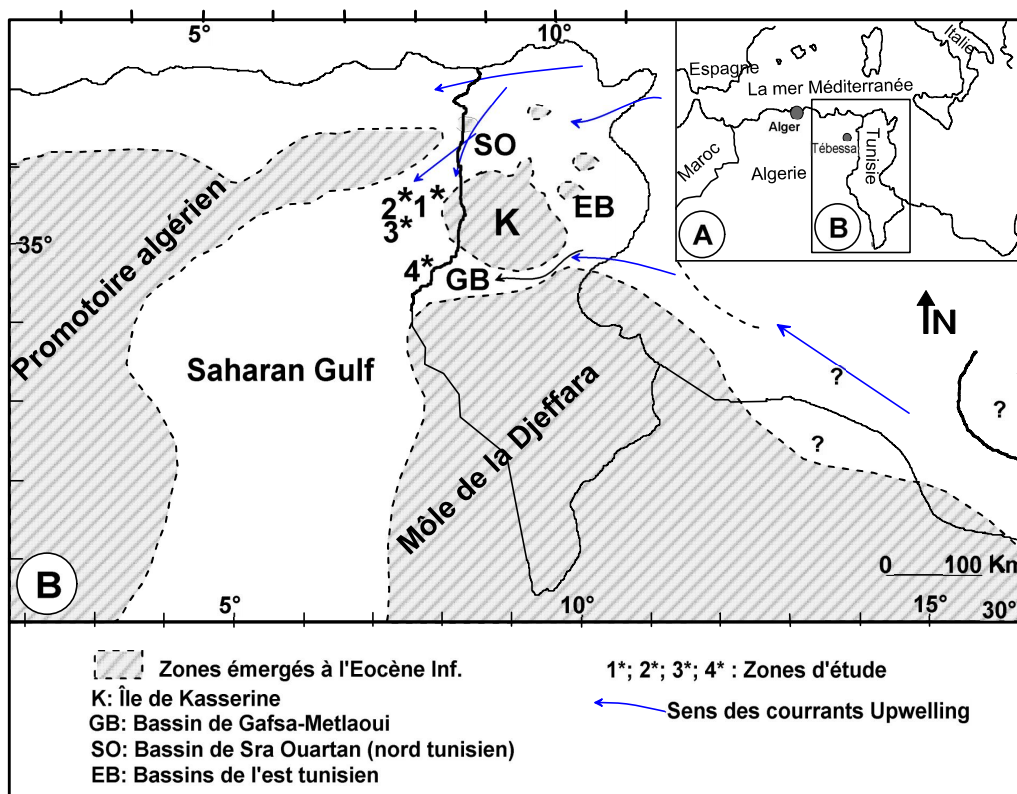 5°
10°
Espagne
Italie
La mer Méditerranée
Alger
Tébessa
Tunisie
Maroc
Algerie
A
B
SO
2* 1*
3*
K
EB
35°
4*
GB
Promotoire algérien
N
Saharan Gulf
?
?
?
Môle de la Djeffara
B
0 100 Km
5°
10°
15°
30°
Zones émergés à l'Eocène Inf.
1*; 2*; 3*; 4* : Zones d'étude
K: Île de Kasserine
GB: Bassin de Gafsa-Metlaoui
Sens des courrants Upwelling
SO: Bassin de Sra Ouartan (nord tunisien)
EB: Bassins de l'est tunisien